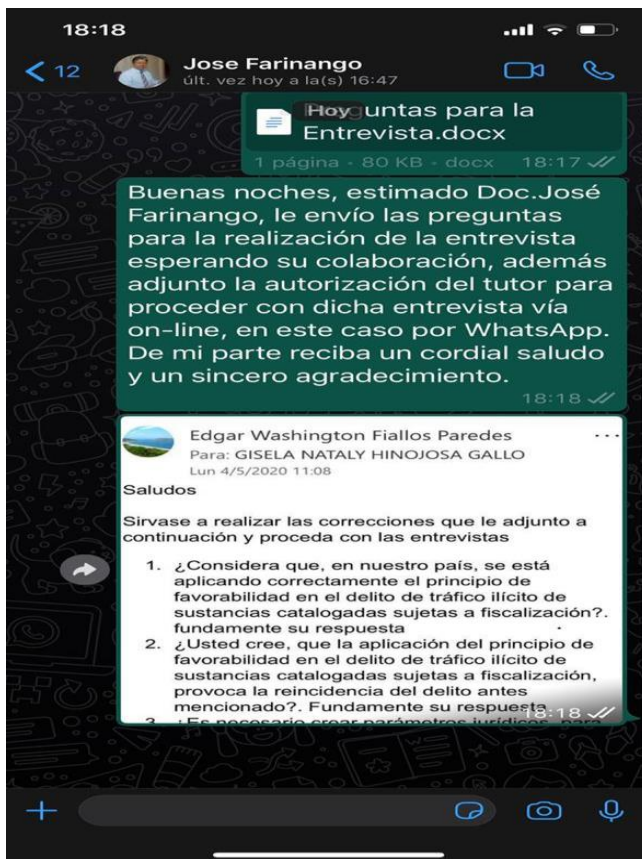 18:18
12
Jose Farinango
últ. vez hoy a la(s) 16:47
Hoy
untas para la
Entrevista.docx
1 página - 80 KB - docx 18:17
Buenas noches, estimado Doc.José
Farinango, le envío las preguntas
para la realización de la entrevista
esperando su colaboración, además
adjunto la autorización del tutor para
proceder con dicha entrevista vía
on-line, en este caso por WhatsApp.
De mi parte reciba un cordial saludo
y un sincero agradecimiento.
18:18
Edgar Washington Fiallos Paredes
Para: GISELA NATALY HINOJOSA GALLO
Lun 4/5/2020 11:08
Saludos
Sirvase a realizar las correcciones que le adjunto a
continuación y proceda con las entrevistas
1. ¿Considera que, en nuestro país, se está
aplicando correctamente el principio de
favorabilidad en el delito de tráfico ilícito de
sustancias catalogadas sujetas a fiscalización?.
fundamente su respuesta
2. ¿Usted cree, que la aplicación del principio de
favorabilidad en el delito de tráfico ilícito de
sustancias catalogadas sujetas a fiscalización,
provoca la reincidencia del delito antes
mencionado?. Fundamente su respuesta
18:18
3. ¿Es necesario crear parámetros jurídicos, para